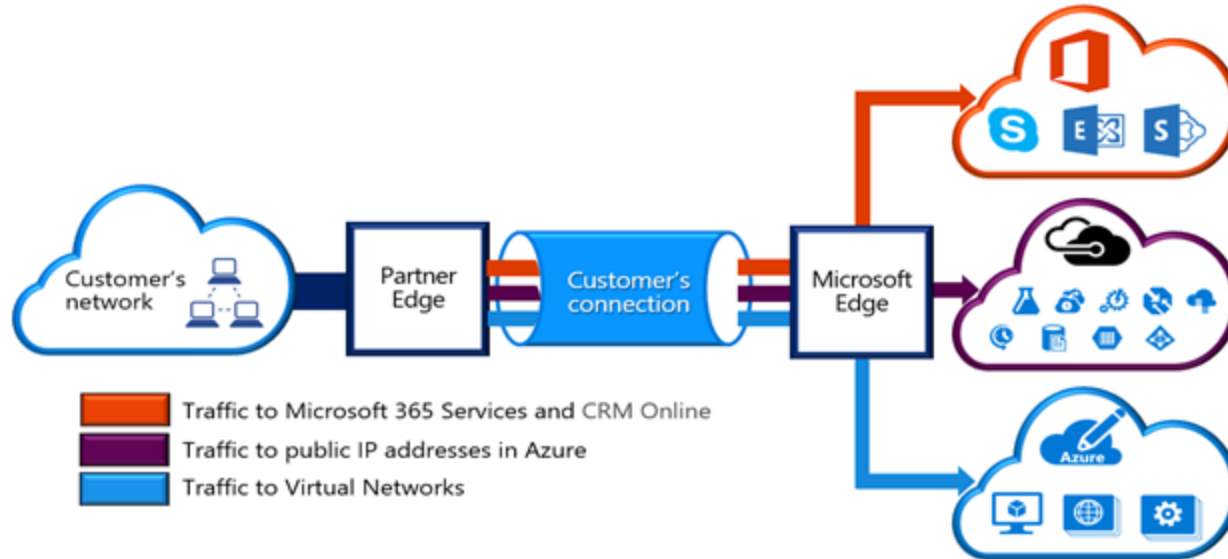 Customer's
network
Partner
Edge
Customer's
connection
Microsoft
Edge
S
E
S
Azure
Traffic to Microsoft 365 Services and CRM Online
Traffic to public IP addresses in Azure
Traffic to Virtual Networks